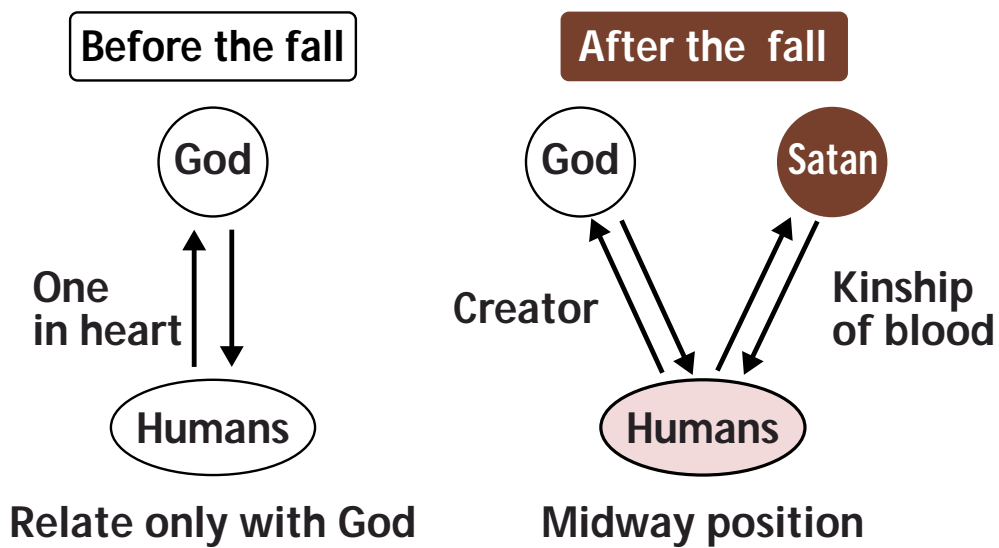 Before the fall
God
One
in heart
Humans
Relate only with God
After the fall
God
Satan
Creator
Kinship
of blood
Humans
Midway position